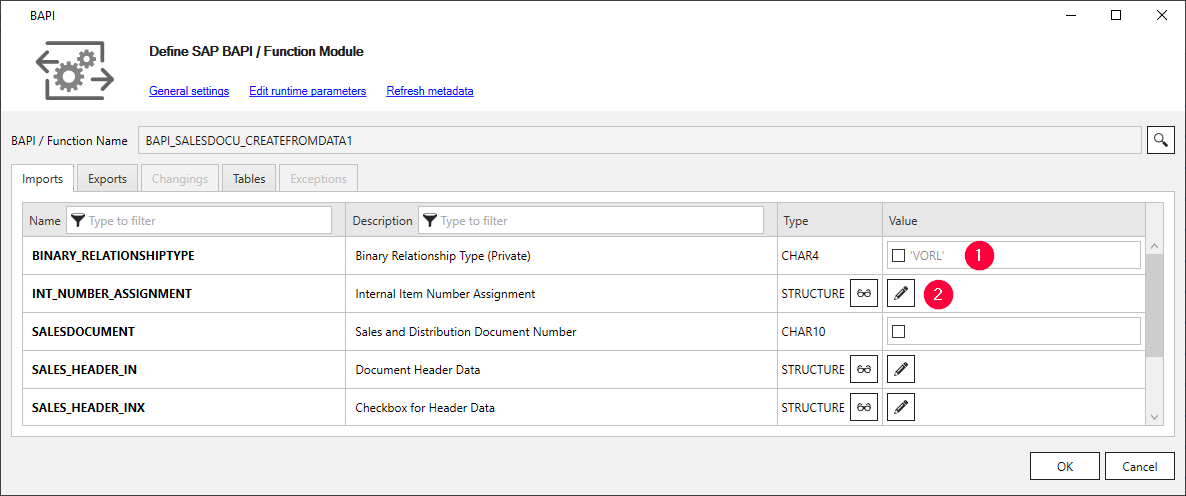 BAPI
Define SAP BAPI / Function Module
General settings Edit runtime parameters Refresh metadata
BAPI / Function Name BAPI_SALESDOCU_CREATEFROMDATA1
Imports Exports Changings Tables Exceptions
Name Type to filter Description Type to filter Type Value
BINARY_RELATIONSHIPTYPE Binary Relationship Type (Private) CHAR4 'VORL' 1
INT_NUMBER_ASSIGNMENT Internal Item Number Assignment STRUCTURE 2
SALESDOCUMENT Sales and Distribution Document Number CHAR10
SALES_HEADER_IN Document Header Data STRUCTURE
SALES_HEADER_INX Checkbox for Header Data STRUCTURE
OK Cancel